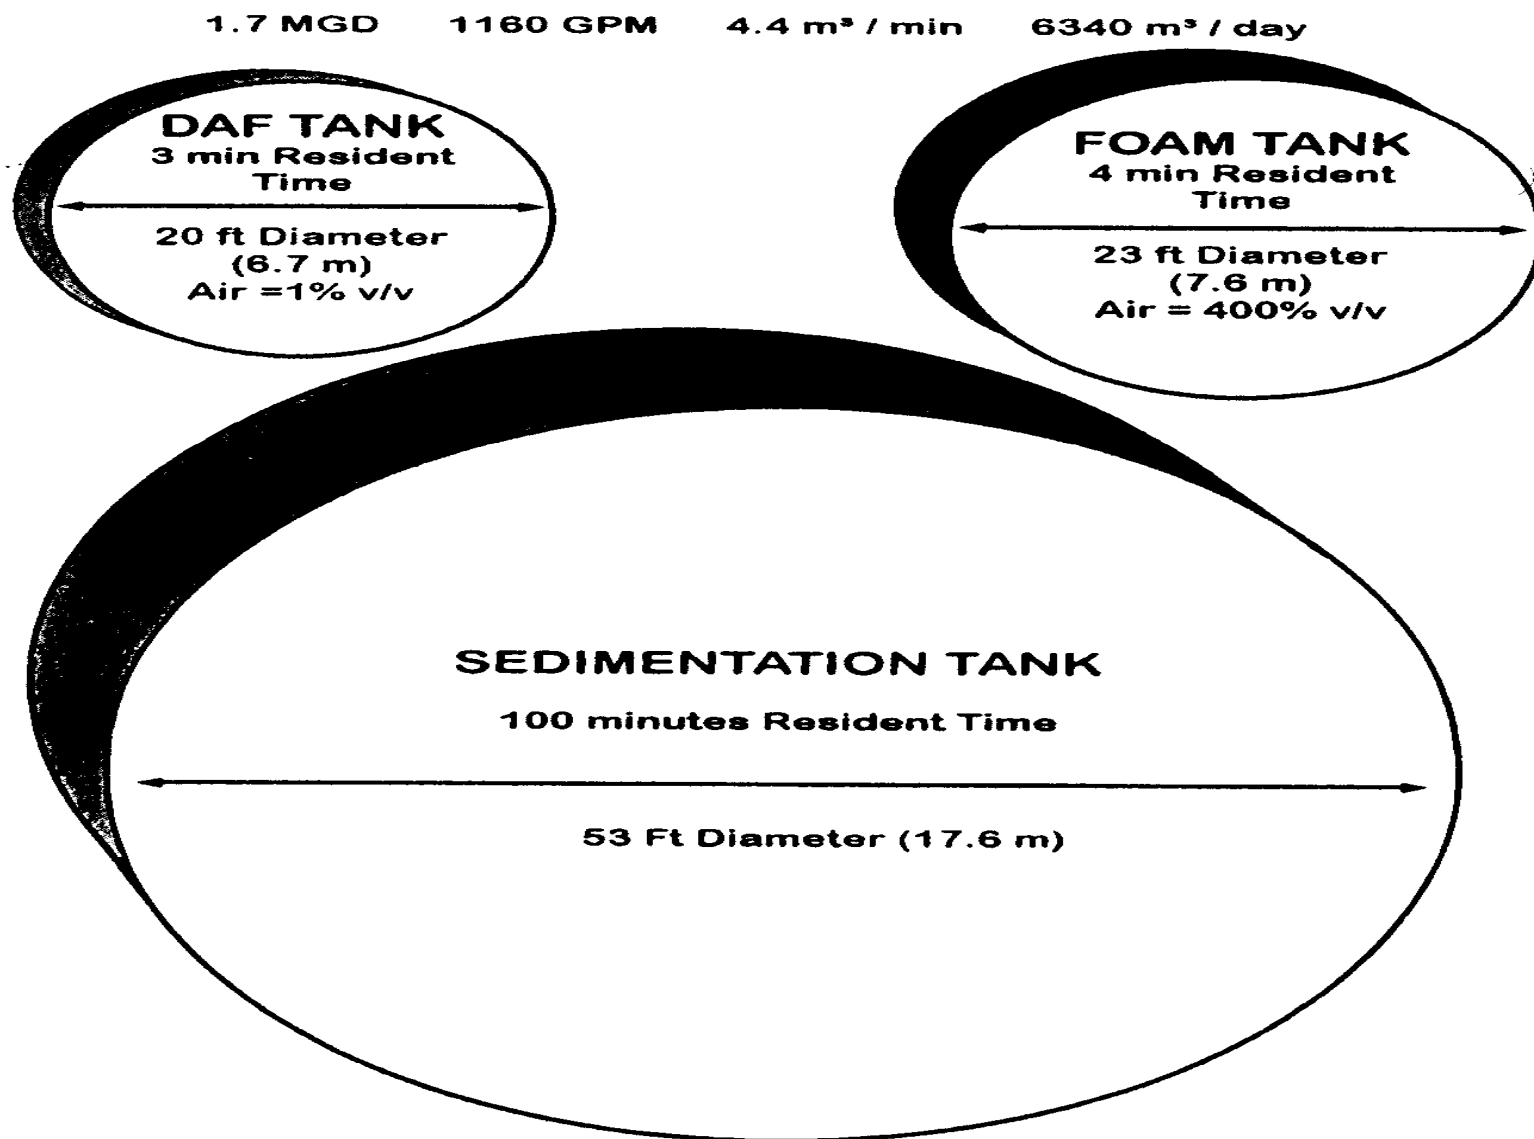 1.7 MGD 1160 GPM 4.4 m³ / min 6340 m³ / day
DAF TANK
3 min Resident
Time
20 ft Diameter
(6.7 m)
Air =1% v/v
FOAM TANK
4 min Resident
Time
23 ft Diameter
(7.6 m)
Air = 400% v/v
SEDIMENTATION TANK
100 minutes Resident Time
53 Ft Diameter (17.6 m)